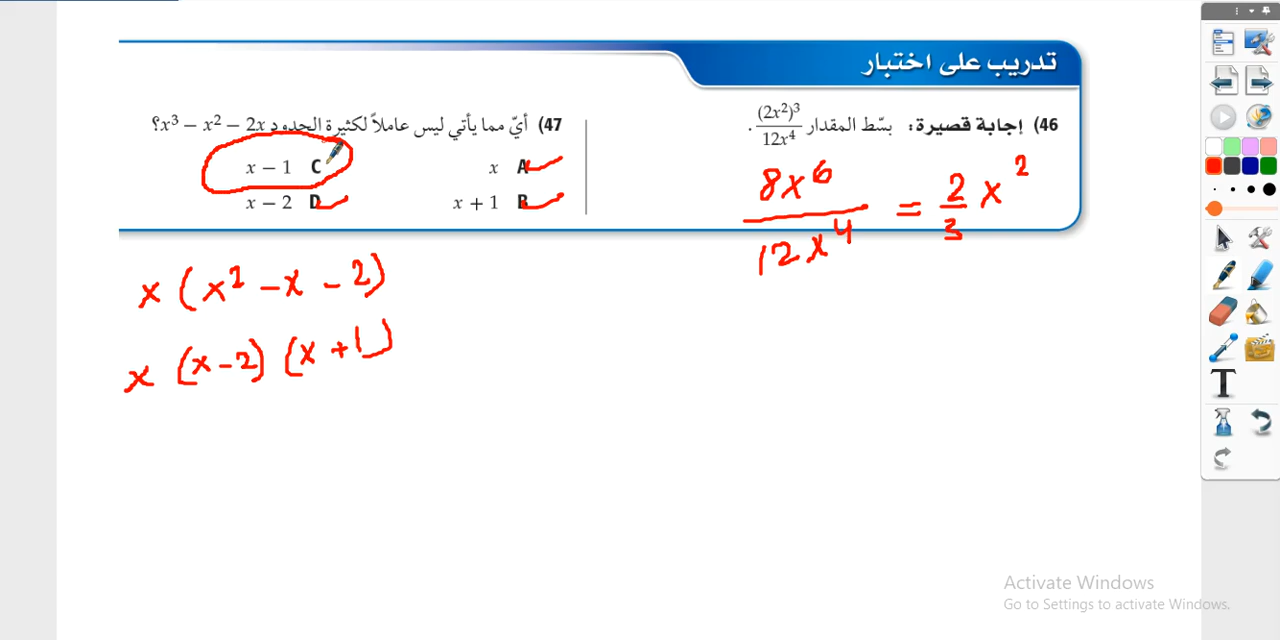 تدريب على اختبار
46) إجابة قصيرة: بسّط المقدار (2x²)³/12x⁴ .
8x⁶/12x⁴ = 2/3 x²
47) أيّ مما يأتي ليس عاملاً لكثيرة الحدود x³ − x² − 2x؟
A x
C x − 1
B x + 1
D x − 2
x (x² − x − 2)
x (x − 2) (x + 1)
T
Activate Windows
Go to Settings to activate Windows.